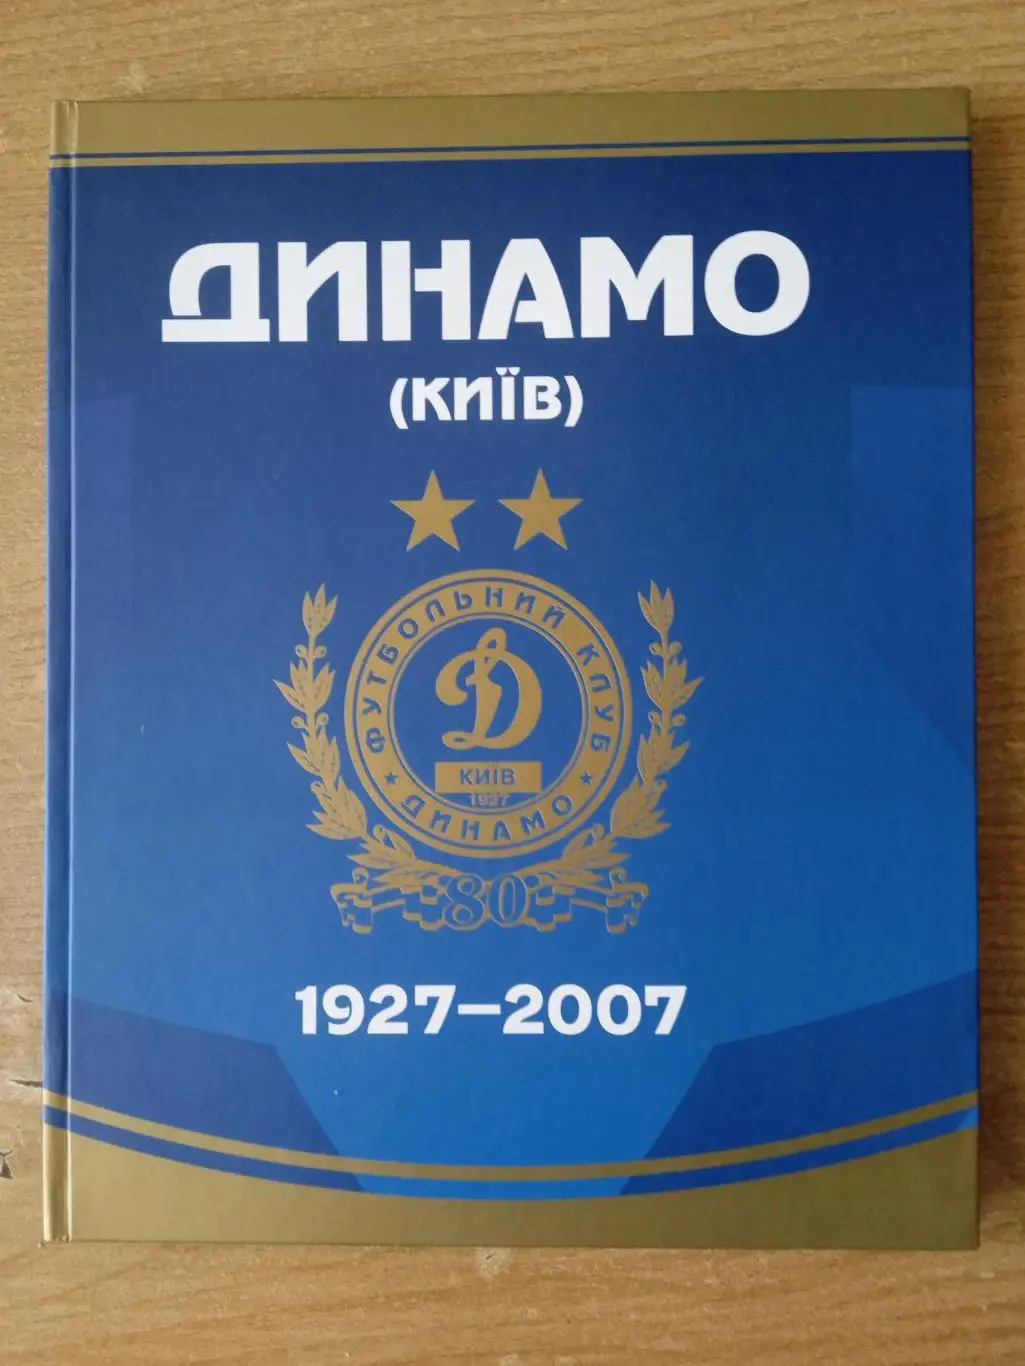 ДИНАМО
(КИЇВ)
ФУТБОЛЬНИЙ КЛУБ
Д
КИЇВ
1927
ДИНАМО
80
1927–2007